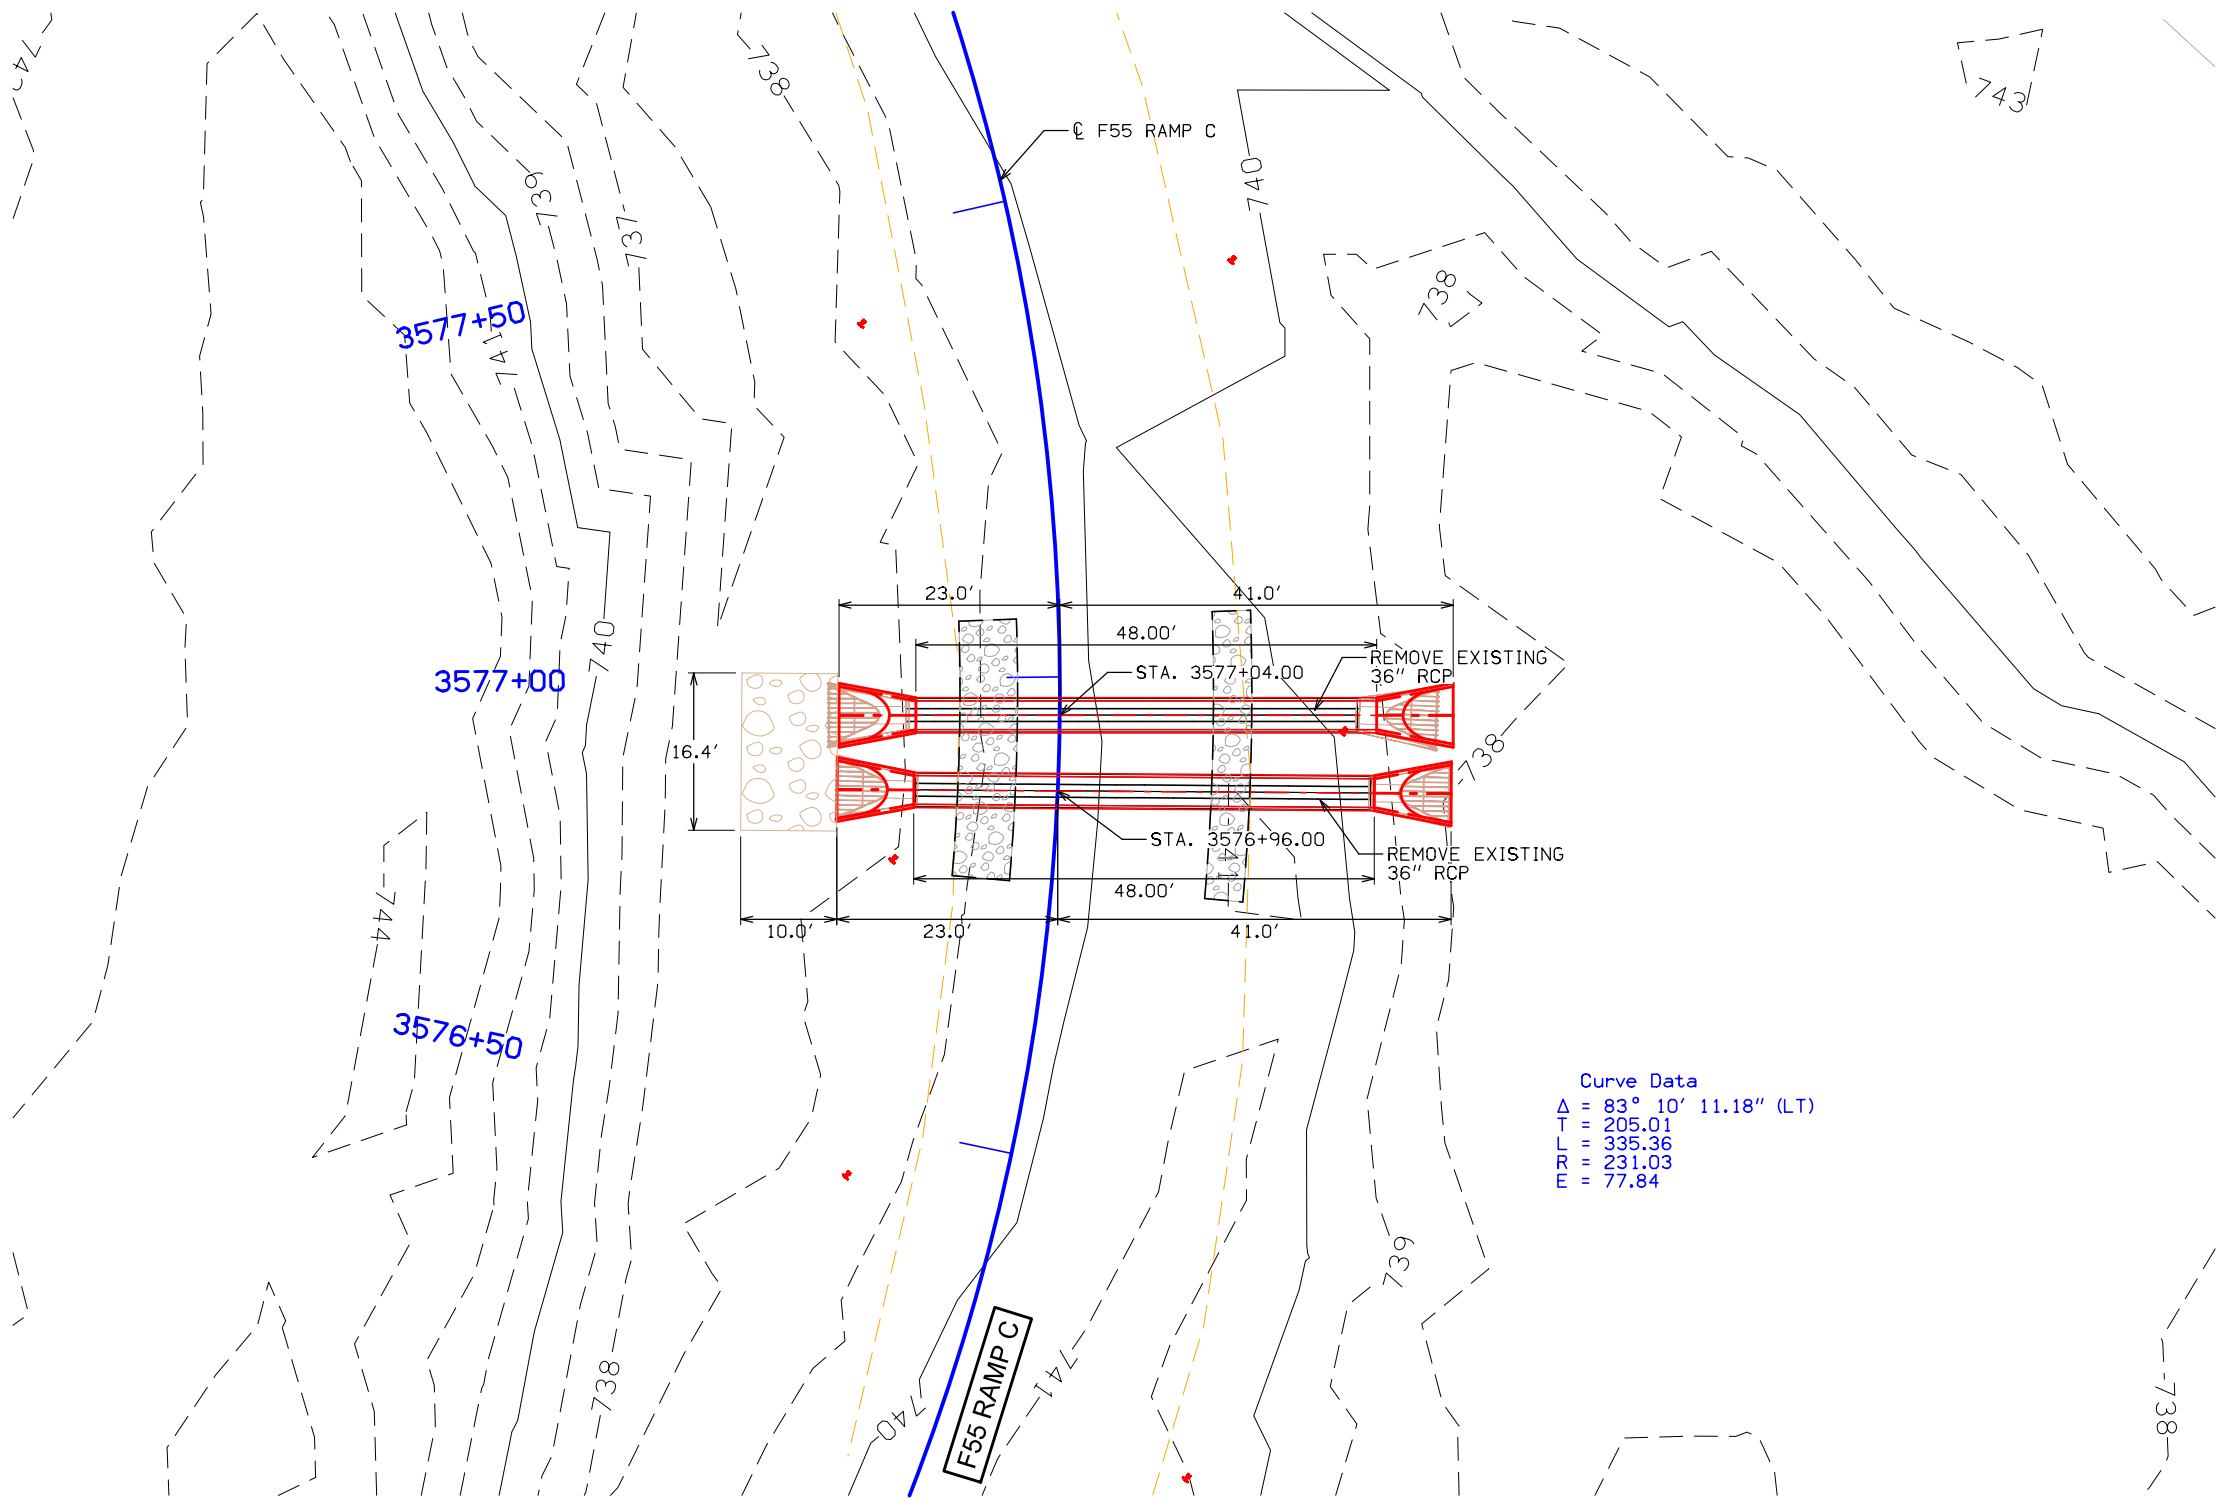 738
743
℄ F55 RAMP C
740
739
737
738
3577+50
741
23.0'
41.0'
48.00'
740
REMOVE EXISTING
36" RCP
STA. 3577+04.00
3577+00
16.4'
738
STA. 3576+96.00
REMOVE EXISTING
36" RCP
48.00'
744
10.0'
23.0'
41.0'
3576+50
Curve Data
Δ = 83° 10' 11.18" (LT)
T = 205.01
L = 335.36
R = 231.03
E = 77.84
739
738
741
740
F55 RAMP C
738